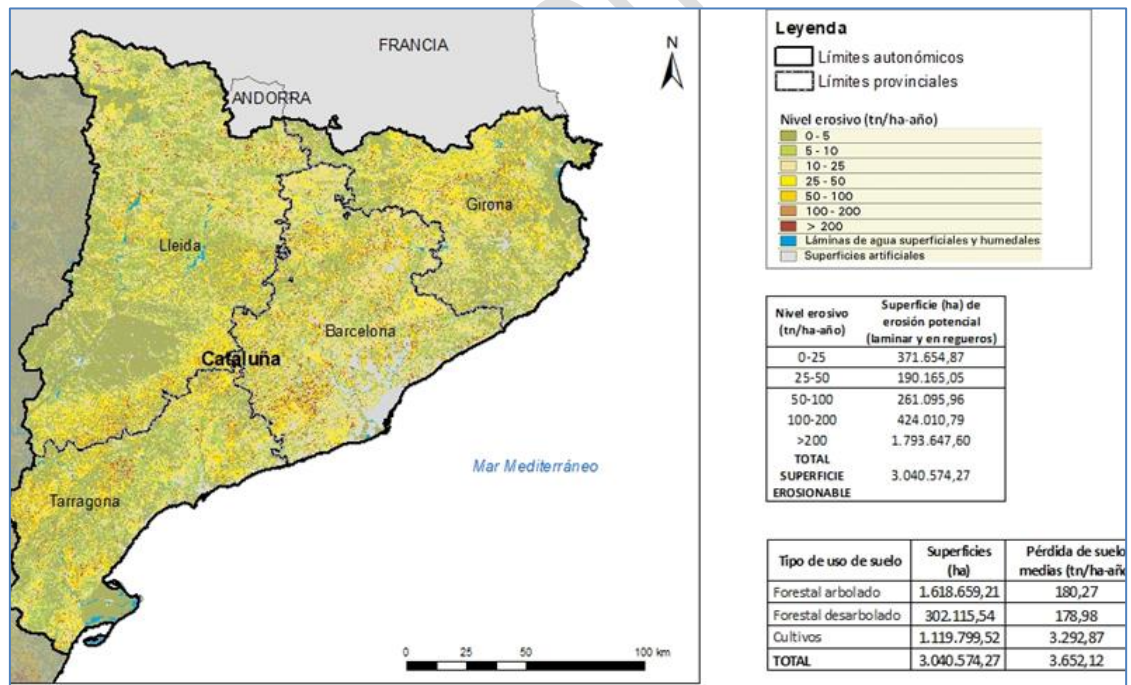 FRANCIA
N
ANDORRA
Girona
Lleida
Barcelona
Cataluña
Mar Mediterráneo
Tarragona
0 25 50 100 km
Leyenda
Límites autonómicos
Límites provinciales
Nivel erosivo (tn/ha-año)
0 - 5
5 - 10
10 - 25
25 - 50
50 - 100
100 - 200
> 200
Láminas de agua superficiales y humedales
Superficies artificiales
Nivel erosivo (tn/ha-año) Superficie (ha) de erosión potencial (laminar y en regueros)
0-25 371.654,87
25-50 190.165,05
50-100 261.095,96
100-200 424.010,79
>200 1.793.647,60
TOTAL SUPERFICIE EROSIONABLE 3.040.574,27
Tipo de uso de suelo Superficies (ha) Pérdida de suelo medias (tn/ha-añ
Forestal arbolado 1.618.659,21 180,27
Forestal desarbolado 302.115,54 178,98
Cultivos 1.119.799,52 3.292,87
TOTAL 3.040.574,27 3.652,12